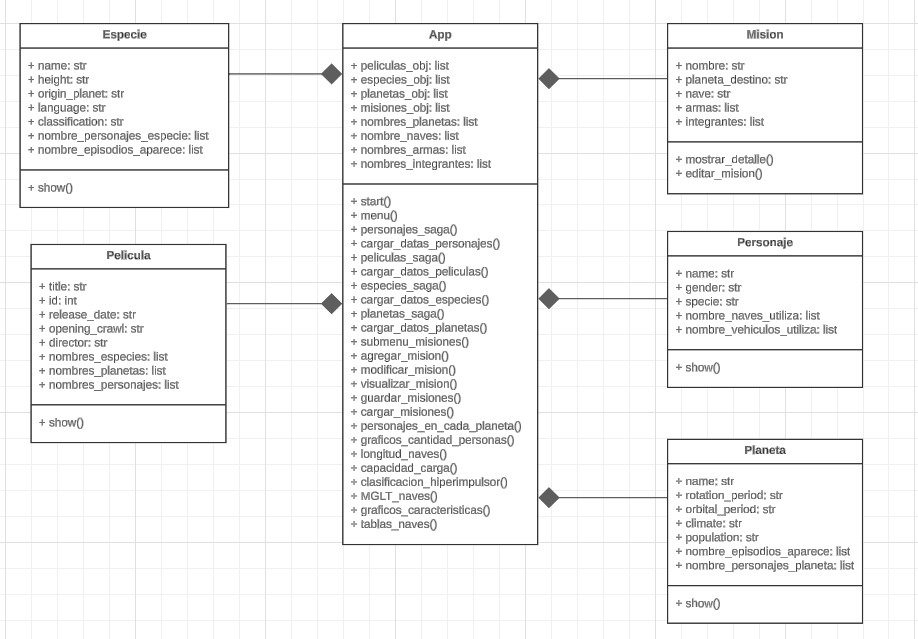 Especie
+ name: str
+ height: str
+ origin_planet: str
+ language: str
+ classification: str
+ nombre_personajes_especie: list
+ nombre_episodios_aparece: list
+ show()
Pelicula
+ title: str
+ id: int
+ release_date: str
+ opening_crawl: str
+ director: str
+ nombres_especies: list
+ nombres_planetas: list
+ nombres_personajes: list
+ show()
App
+ peliculas_obj: list
+ especies_obj: list
+ planetas_obj: list
+ misiones_obj: list
+ nombres_planetas: list
+ nombre_naves: list
+ nombres_armas: list
+ nombres_integrantes: list
+ start()
+ menu()
+ personajes_saga()
+ cargar_datas_personajes()
+ peliculas_saga()
+ cargar_datos_peliculas()
+ especies_saga()
+ cargar_datos_especies()
+ planetas_saga()
+ cargar_datos_planetas()
+ submenu_misiones()
+ agregar_mision()
+ modificar_mision()
+ visualizar_mision()
+ guardar_misiones()
+ cargar_misiones()
+ personajes_en_cada_planeta()
+ graficos_cantidad_personas()
+ longitud_naves()
+ capacidad_carga()
+ clasificacion_hiperimpulsor()
+ MGLT_naves()
+ graficos_caracteristicas()
+ tablas_naves()
Mision
+ nombre: str
+ planeta_destino: str
+ nave: str
+ armas: list
+ integrantes: list
+ mostrar_detalle()
+ editar_mision()
Personaje
+ name: str
+ gender: str
+ specie: str
+ nombre_naves_utiliza: list
+ nombre_vehiculos_utiliza: list
+ show()
Planeta
+ name: str
+ rotation_period: str
+ orbital_period: str
+ climate: str
+ population: str
+ nombre_episodios_aparece: list
+ nombre_personajes_planeta: list
+ show()